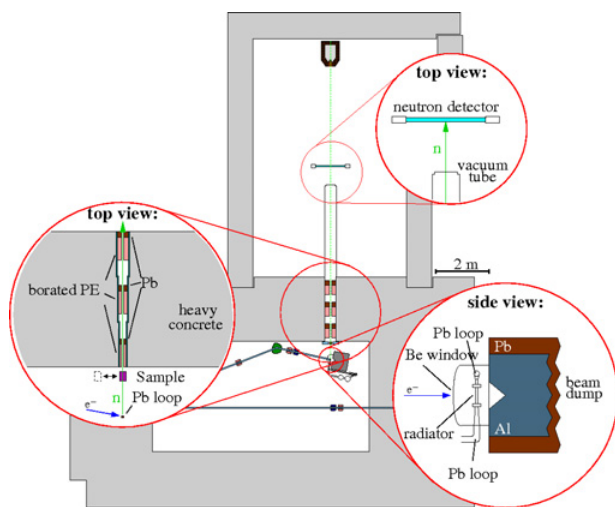 top view:
neutron detector
n
vacuum
tube
top view:
borated PE
Pb
heavy
concrete
Sample
n
e⁻
Pb loop
2 m
side view:
Pb loop
Pb
Be window
e⁻
beam
dump
radiator
Al
Pb loop